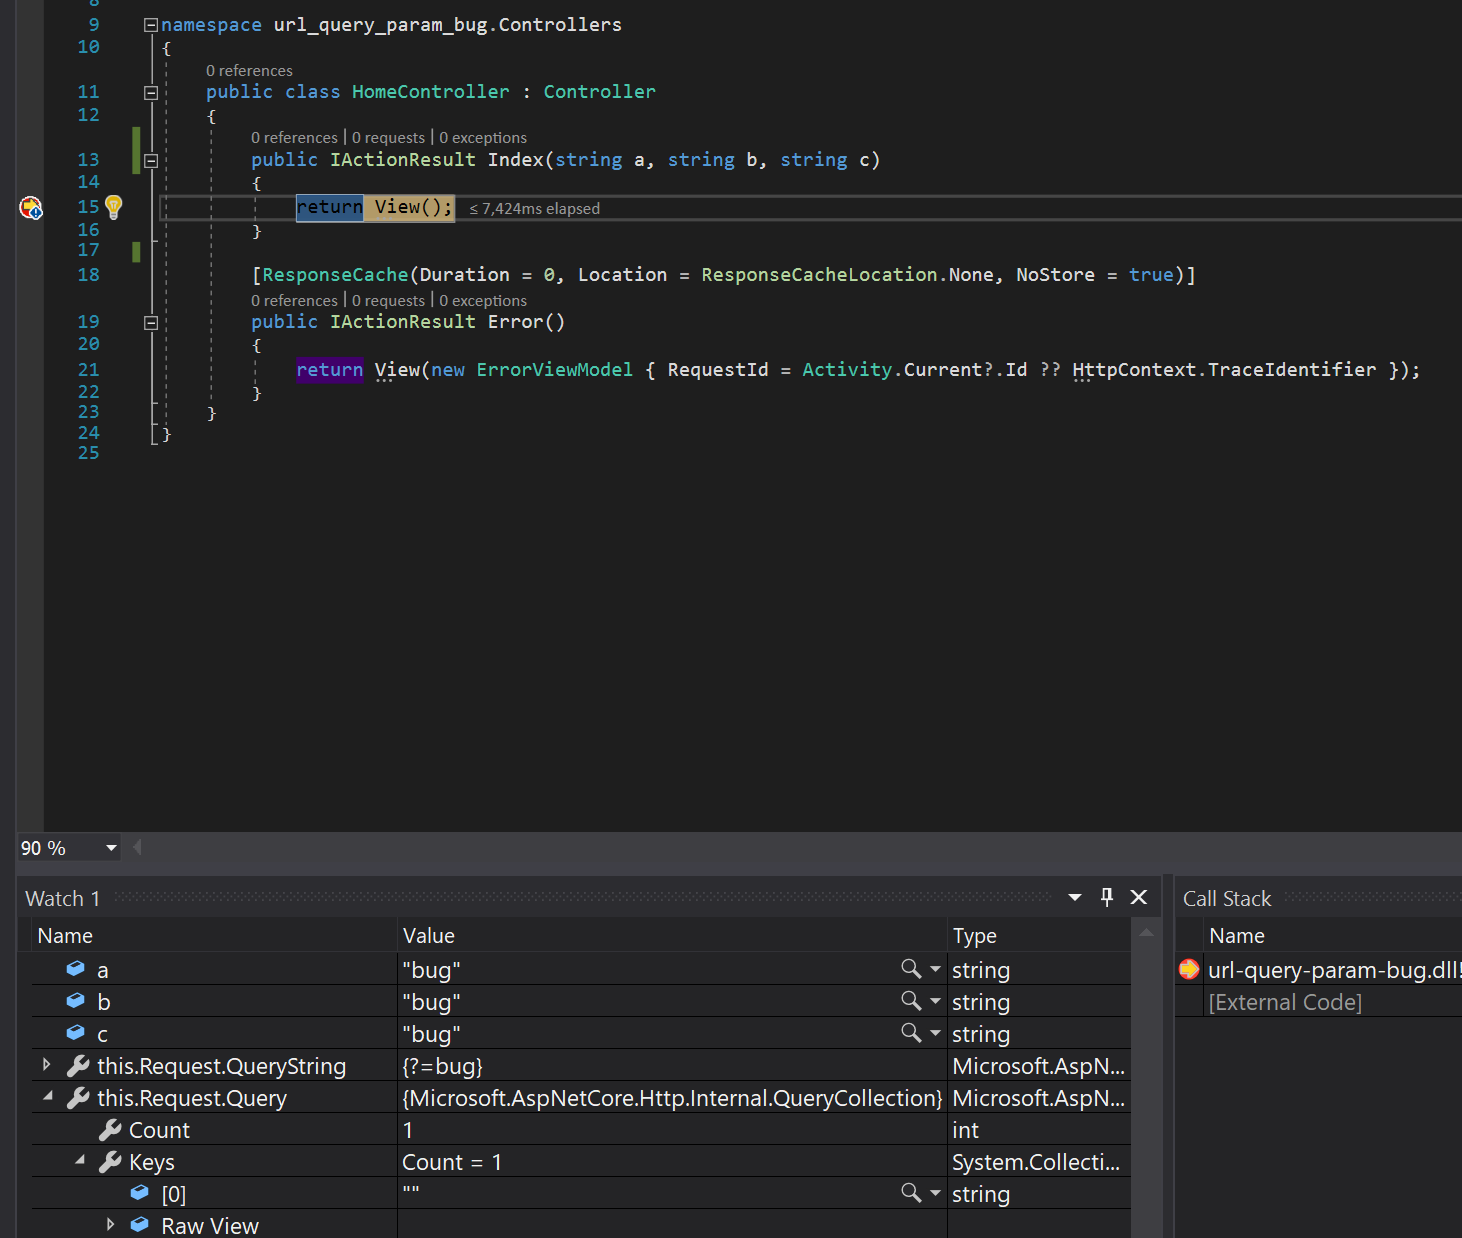 8
9 namespace url_query_param_bug.Controllers
10 {
0 references
11 public class HomeController : Controller
12 {
0 references | 0 requests | 0 exceptions
13 public IActionResult Index(string a, string b, string c)
14 {
15 return View(); ≤ 7,424ms elapsed
16 }
17
18 [ResponseCache(Duration = 0, Location = ResponseCacheLocation.None, NoStore = true)]
0 references | 0 requests | 0 exceptions
19 public IActionResult Error()
20 {
21 return View(new ErrorViewModel { RequestId = Activity.Current?.Id ?? HttpContext.TraceIdentifier });
22 }
23 }
24 }
25
90 %
Watch 1
Name Value Type
a "bug" string
b "bug" string
c "bug" string
this.Request.QueryString {?=bug} Microsoft.AspN...
this.Request.Query {Microsoft.AspNetCore.Http.Internal.QueryCollection} Microsoft.AspN...
Count 1 int
Keys Count = 1 System.Collecti...
[0] "" string
Raw View
Call Stack
Name
url-query-param-bug.dll!
[External Code]